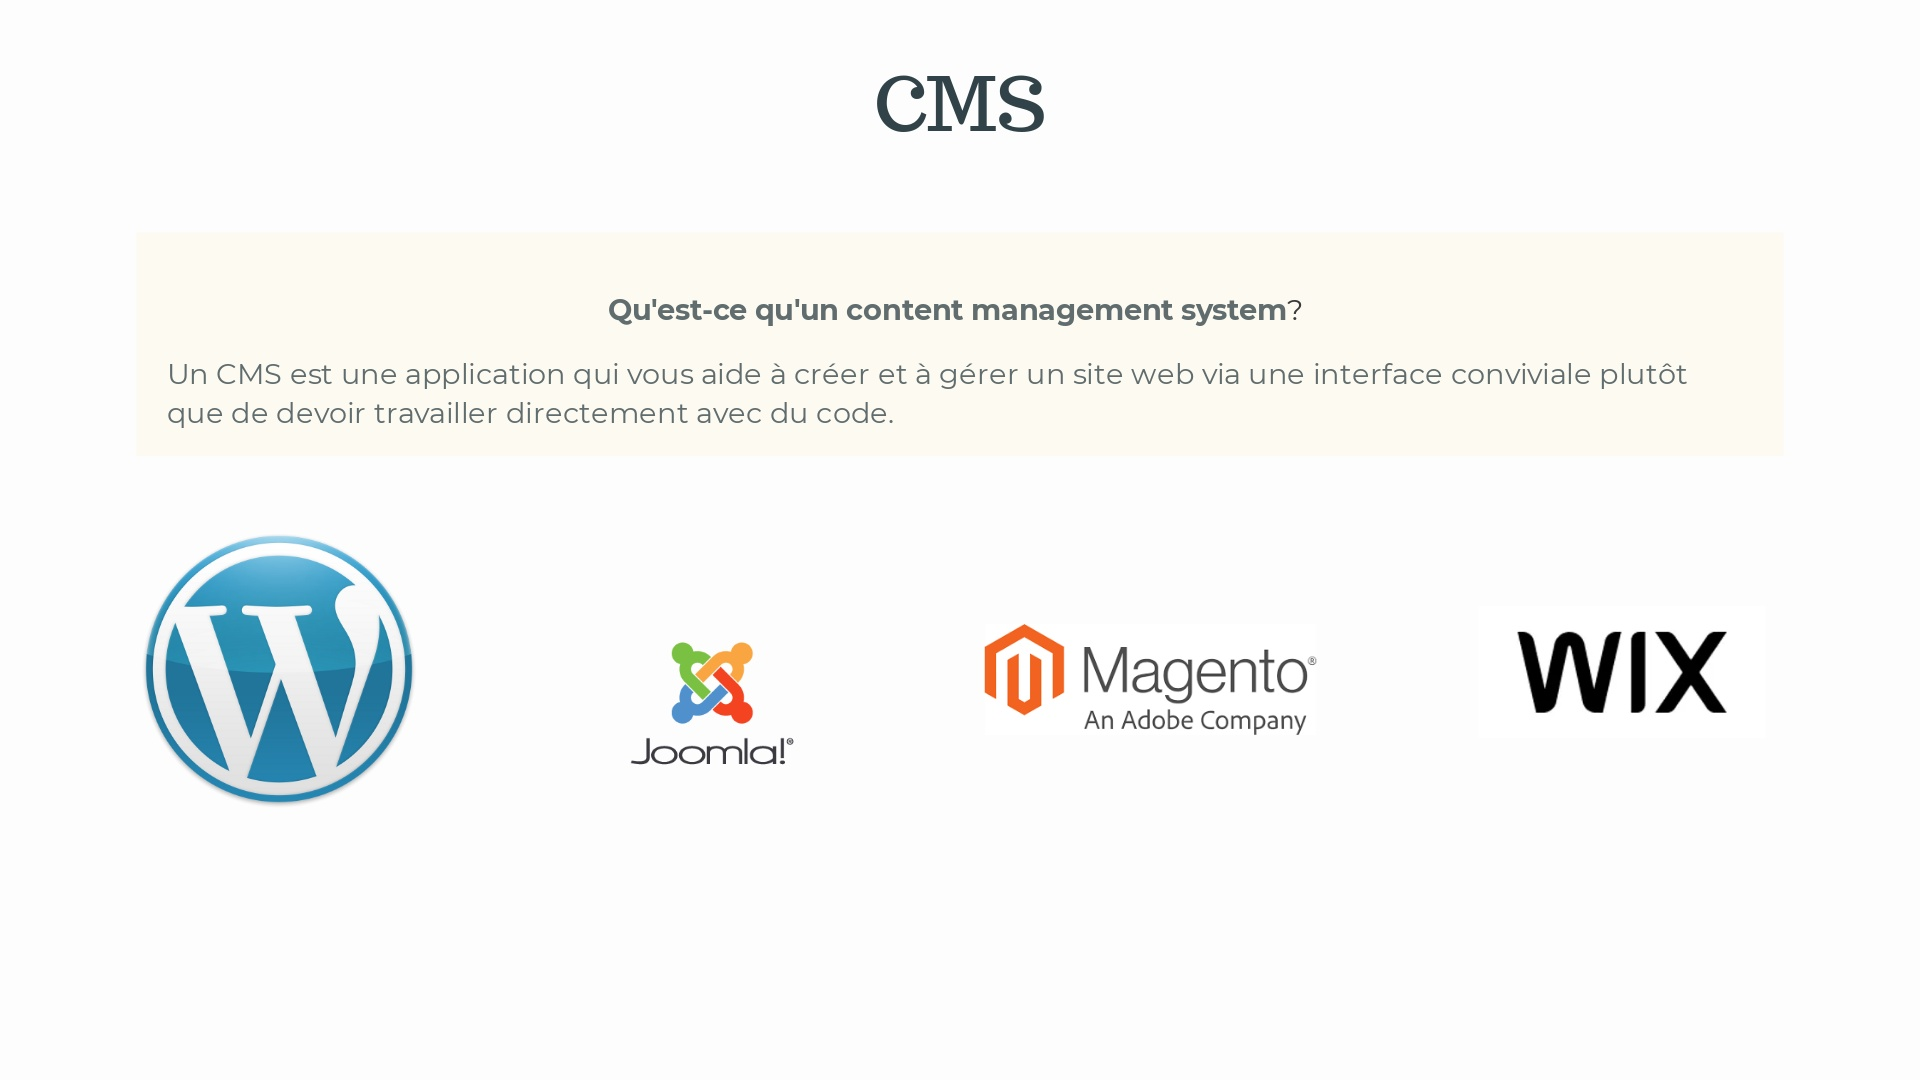 CMS
Qu'est-ce qu'un content management system?
Un CMS est une application qui vous aide à créer et à gérer un site web via une interface conviviale plutôt
que de devoir travailler directement avec du code.
W
Joomla!®
Magento®
An Adobe Company
WIX